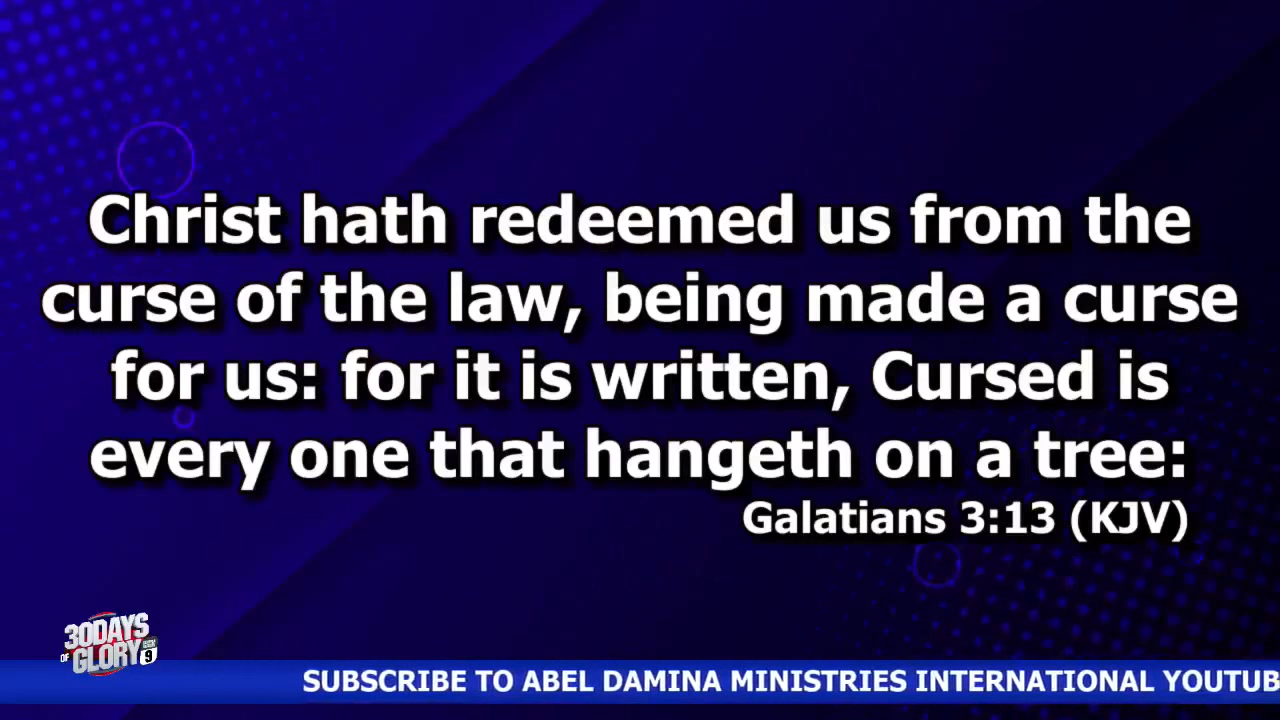 Christ hath redeemed us from the
curse of the law, being made a curse
for us: for it is written, Cursed is
every one that hangeth on a tree:
Galatians 3:13 (KJV)
30DAYS
OF GLORY
9
SUBSCRIBE TO ABEL DAMINA MINISTRIES INTERNATIONAL YOUTUB